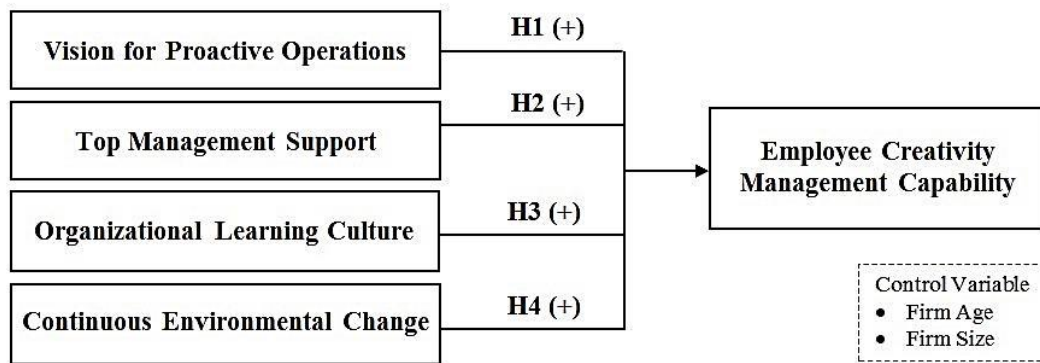 Vision for Proactive Operations
H1 (+)
Top Management Support
H2 (+)
Organizational Learning Culture
H3 (+)
Continuous Environmental Change
H4 (+)
Employee Creativity
Management Capability
Control Variable
• Firm Age
• Firm Size